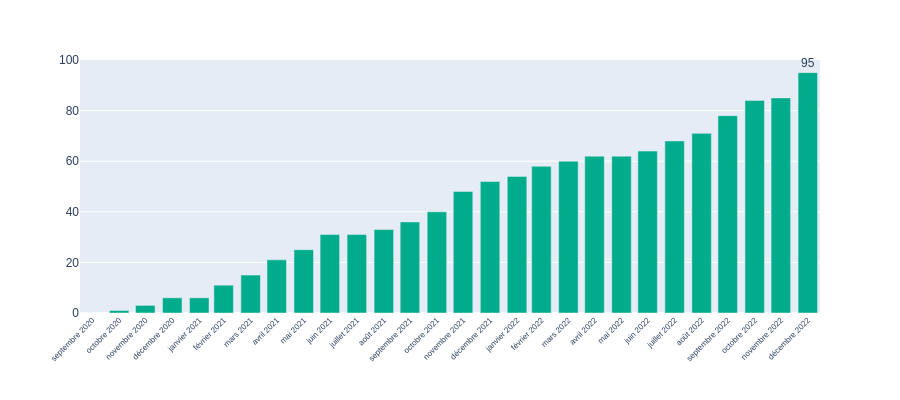 100
80
60
40
20
0
95
septembre 2020
octobre 2020
novembre 2020
décembre 2020
janvier 2021
février 2021
mars 2021
avril 2021
mai 2021
juin 2021
juillet 2021
août 2021
septembre 2021
octobre 2021
novembre 2021
décembre 2021
janvier 2022
février 2022
mars 2022
avril 2022
mai 2022
juin 2022
juillet 2022
août 2022
septembre 2022
octobre 2022
novembre 2022
décembre 2022